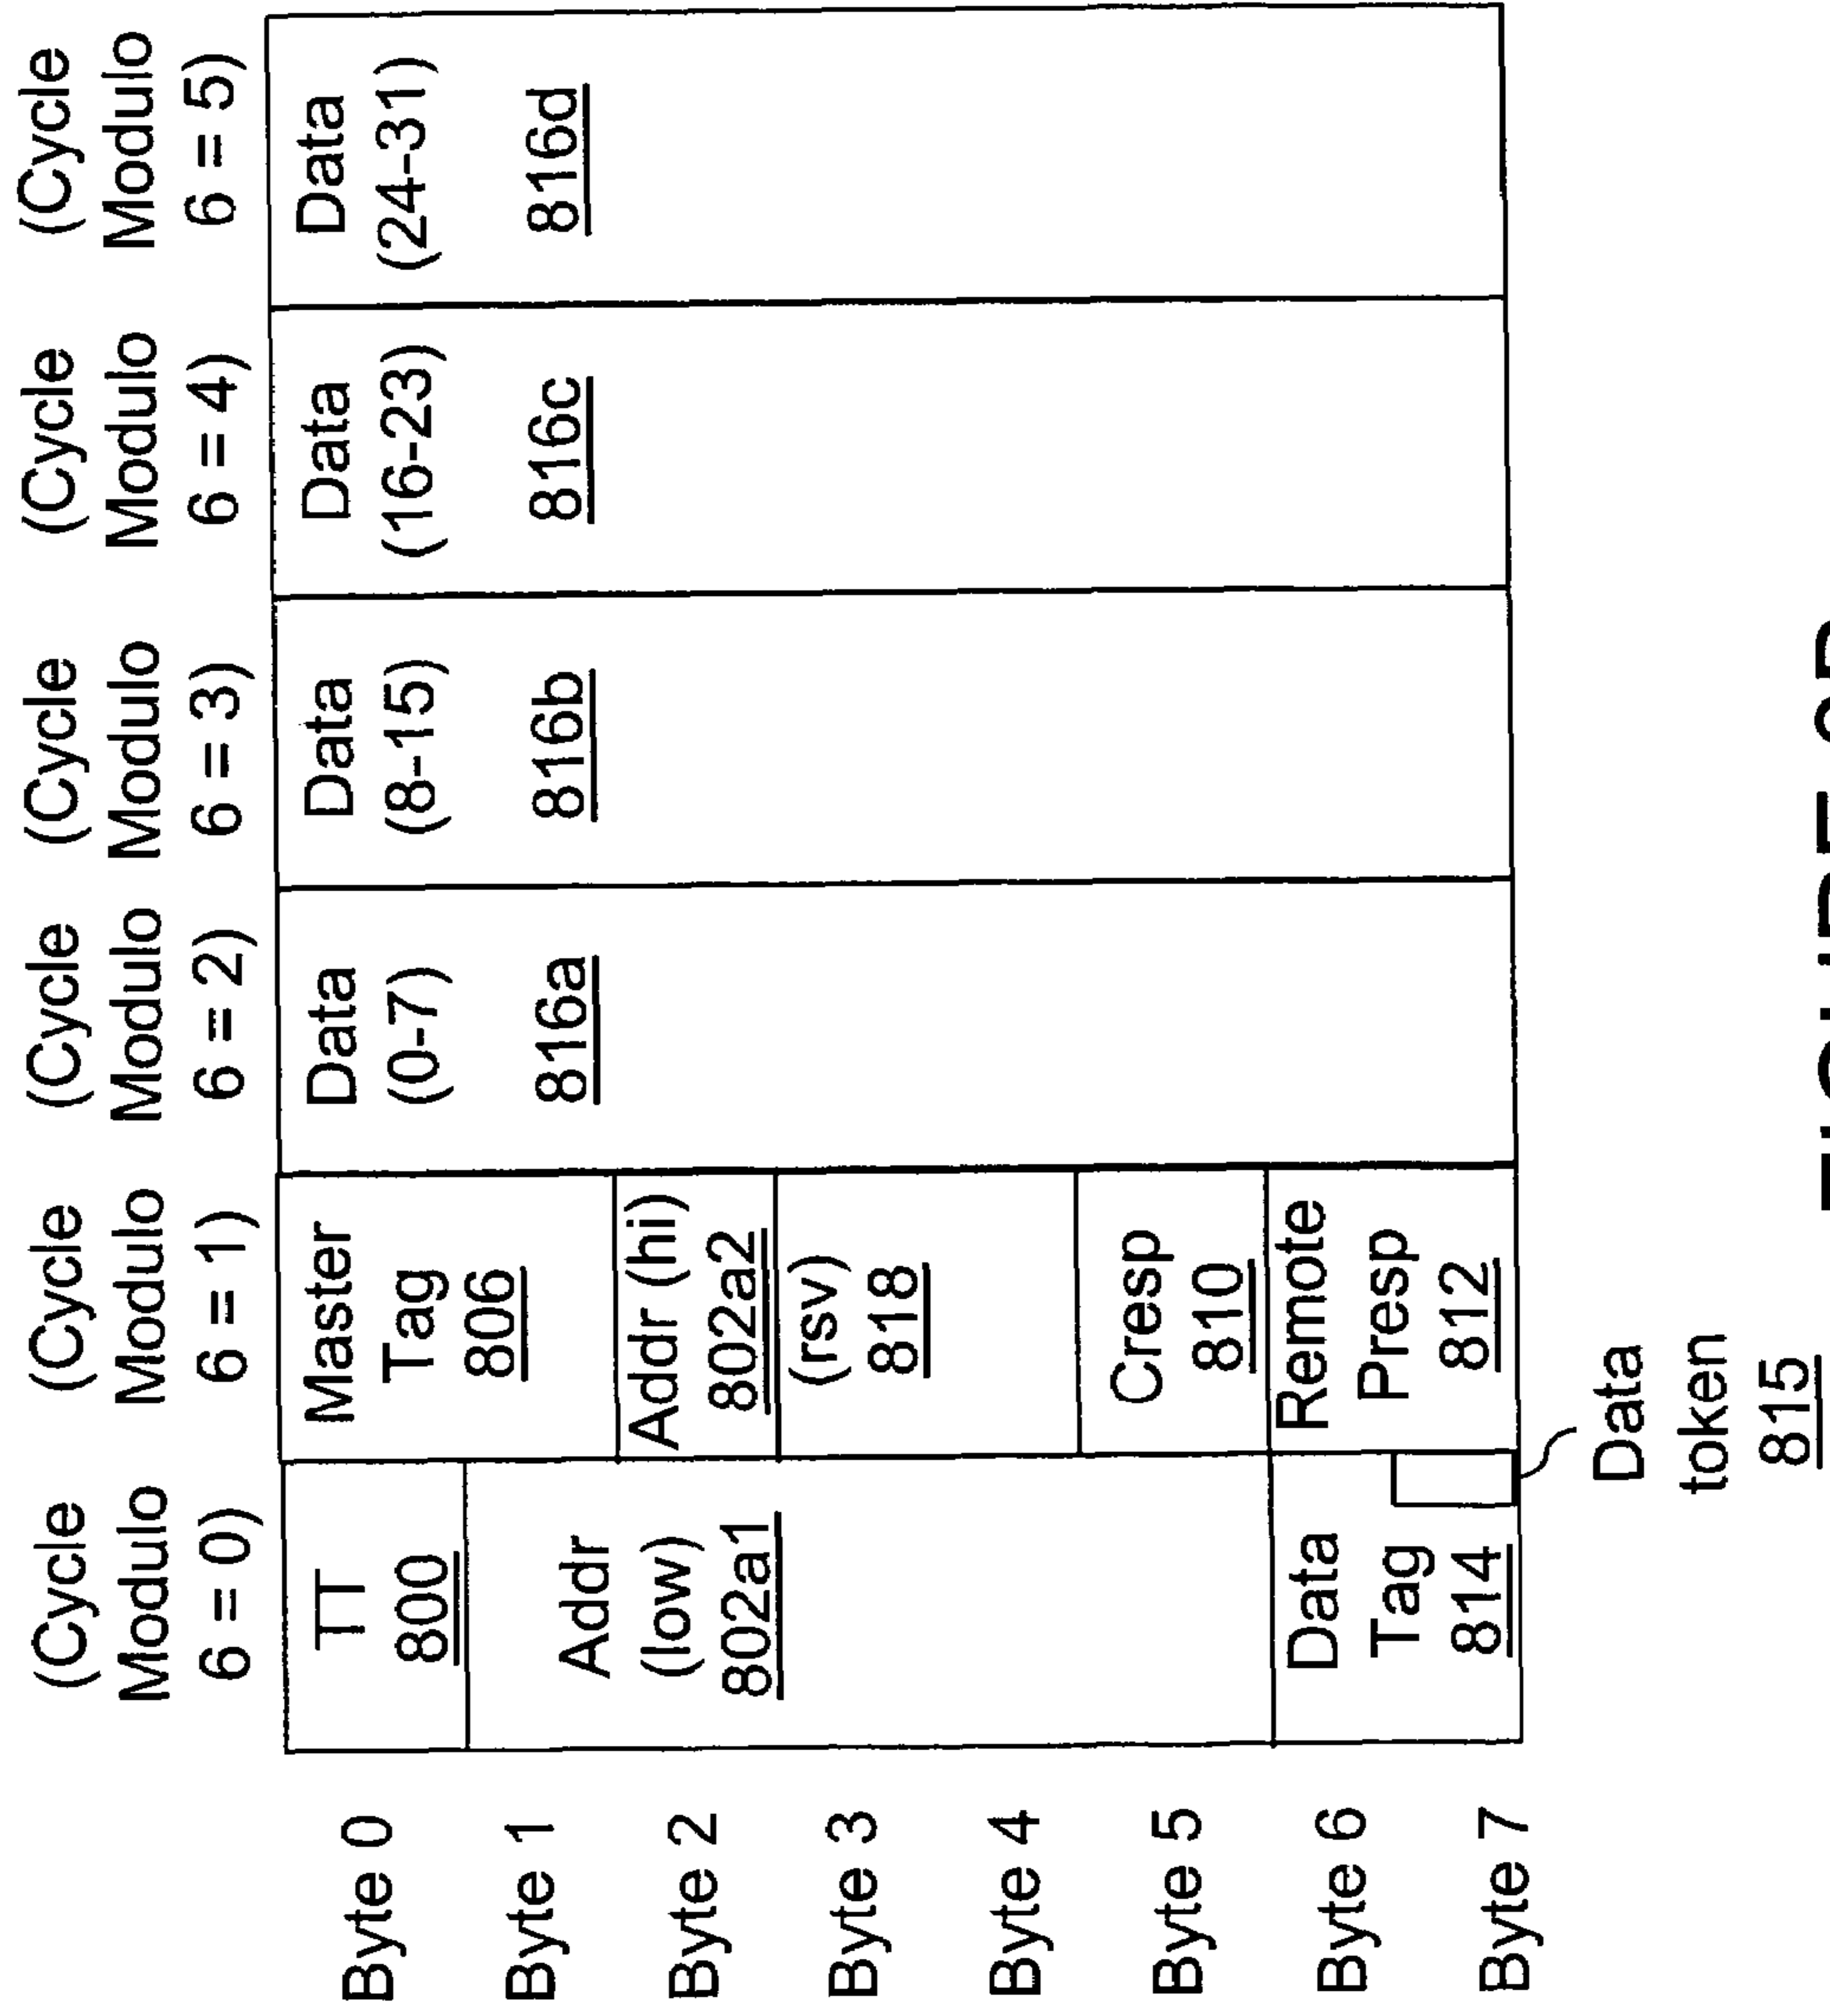 (Cycle
Modulo
6 = 0)
(Cycle
Modulo
6 = 1)
(Cycle
Modulo
6 = 2)
(Cycle
Modulo
6 = 3)
(Cycle
Modulo
6 = 4)
(Cycle
Modulo
6 = 5)
Byte 0
Byte 1
Byte 2
Byte 3
Byte 4
Byte 5
Byte 6
Byte 7
TT
800
Addr
(low)
802a1
Data
Tag
814
Master
Tag
806
Addr (hi)
802a2
(rsv)
818
Cresp
810
Remote
Presp
812
Data
(0-7)
816a
Data
(8-15)
816b
Data
(16-23)
816c
Data
(24-31)
816d
Data
token
815